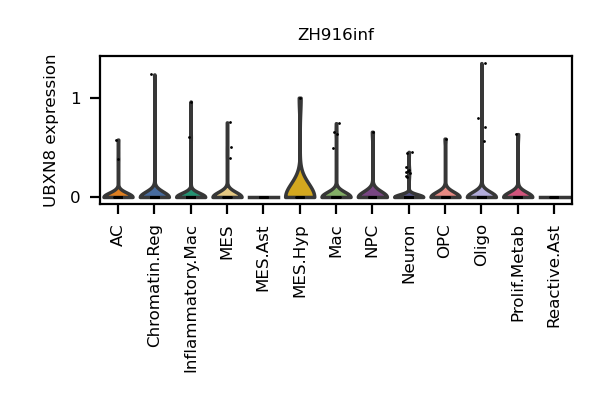 ZH916inf
UBXN8 expression
1
0
AC
Chromatin.Reg
Inflammatory.Mac
MES
MES.Ast
MES.Hyp
Mac
NPC
Neuron
OPC
Oligo
Prolif.Metab
Reactive.Ast